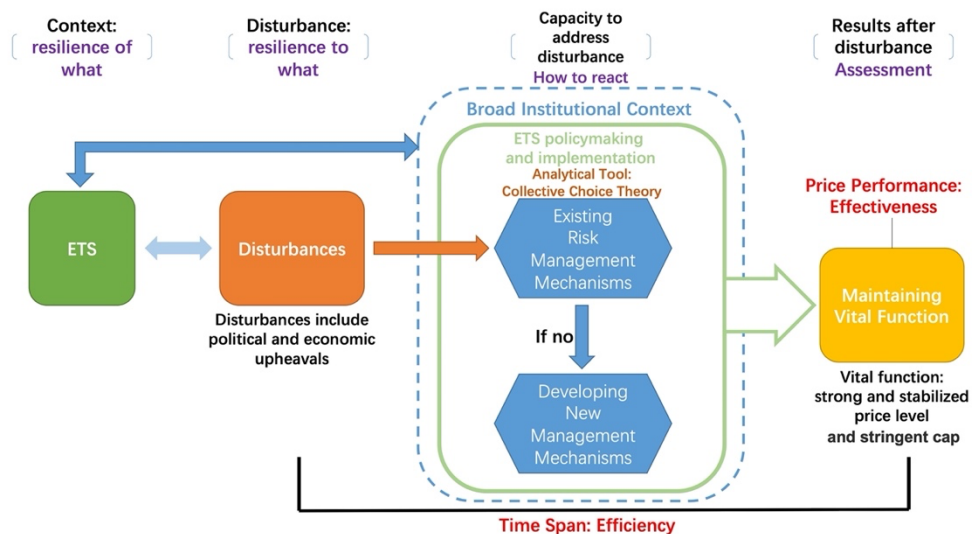 Context:
resilience of
what
Disturbance:
resilience to
what
Capacity to
address
disturbance
How to react
Results after
disturbance
Assessment
Broad Institutional Context
ETS policymaking
and implementation
Analytical Tool:
Collective Choice Theory
ETS
Disturbances
Disturbances include
political and economic
upheavals
Existing
Risk
Management
Mechanisms
If no
Developing
New
Management
Mechanisms
Price Performance:
Effectiveness
Maintaining
Vital Function
Vital function:
strong and stabilized
price level
and stringent cap
Time Span: Efficiency